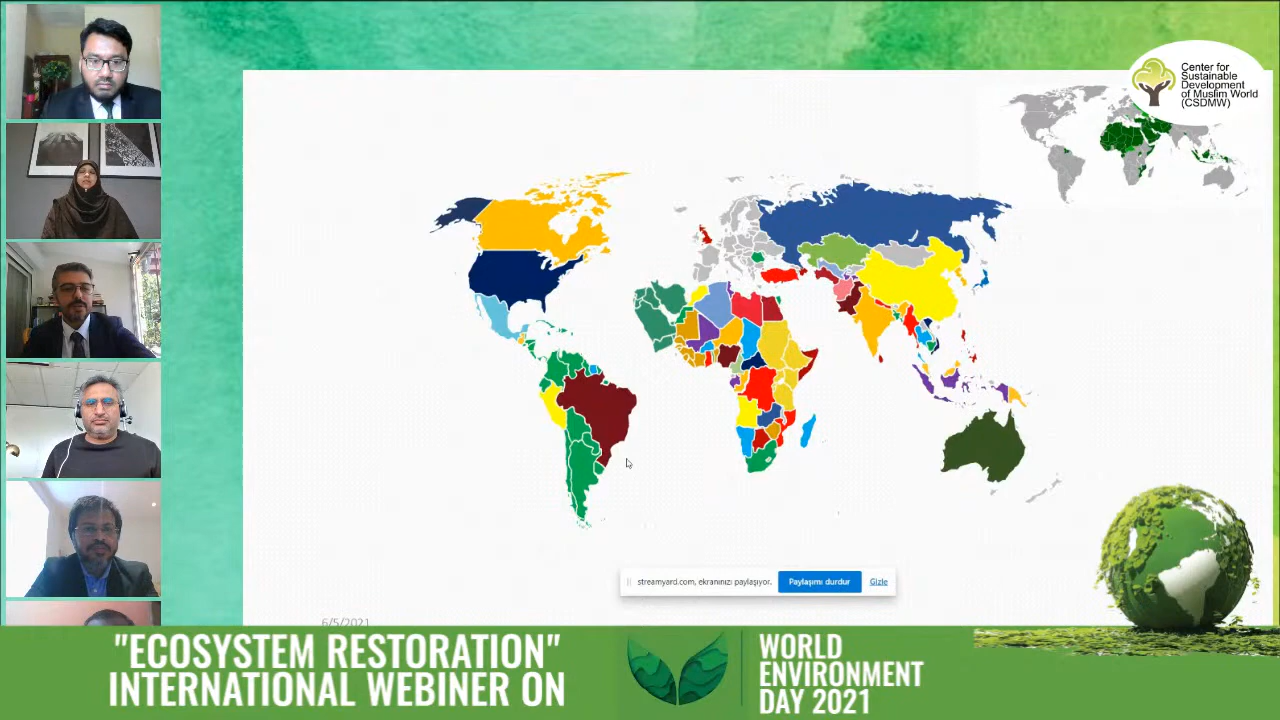 Center for
Sustainable
Development
of Muslim World
(CSDMW)
streamyard.com, ekranınızı paylaşıyor.
Paylaşımı durdur
Gizle
6/5/2021
"ECOSYSTEM RESTORATION"
INTERNATIONAL WEBINER ON
WORLD
ENVIRONMENT
DAY 2021